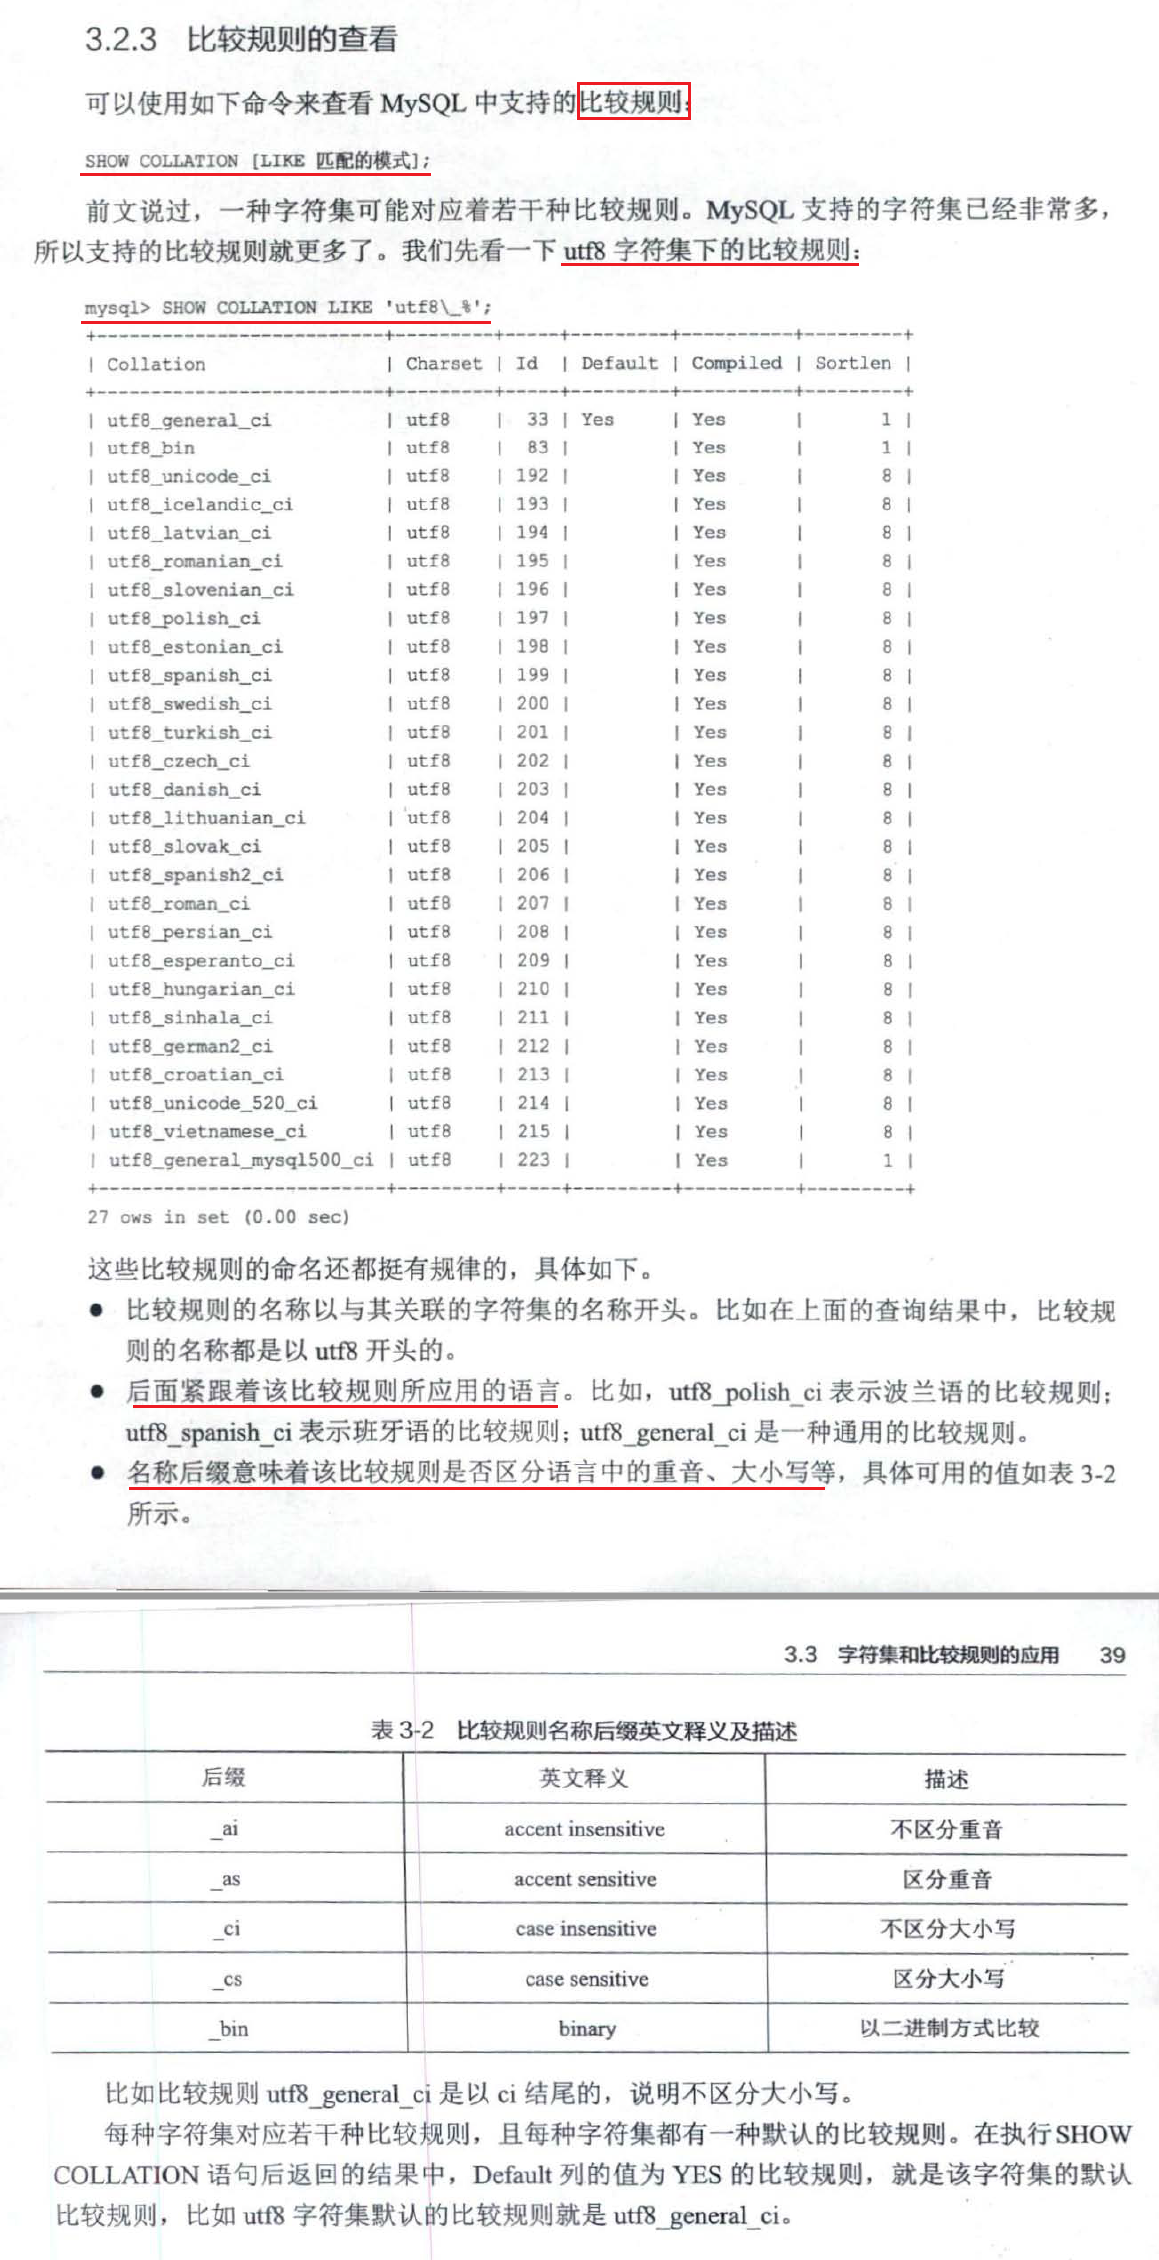 3.2.3 比较规则的查看
可以使用如下命令来查看 MySQL 中支持的比较规则：
SHOW COLLATION [LIKE 匹配的模式];
前文说过，一种字符集可能对应着若干种比较规则。MySQL 支持的字符集已经非常多，
所以支持的比较规则就更多了。我们先看一下 utf8 字符集下的比较规则：
mysql> SHOW COLLATION LIKE 'utf8\_%';
+--------------------------+---------+-----+---------+----------+---------+
| Collation | Charset | Id | Default | Compiled | Sortlen |
+--------------------------+---------+-----+---------+----------+---------+
| utf8_general_ci | utf8 | 33 | Yes | Yes | 1 |
| utf8_bin | utf8 | 83 | | Yes | 1 |
| utf8_unicode_ci | utf8 | 192 | | Yes | 8 |
| utf8_icelandic_ci | utf8 | 193 | | Yes | 8 |
| utf8_latvian_ci | utf8 | 194 | | Yes | 8 |
| utf8_romanian_ci | utf8 | 195 | | Yes | 8 |
| utf8_slovenian_ci | utf8 | 196 | | Yes | 8 |
| utf8_polish_ci | utf8 | 197 | | Yes | 8 |
| utf8_estonian_ci | utf8 | 198 | | Yes | 8 |
| utf8_spanish_ci | utf8 | 199 | | Yes | 8 |
| utf8_swedish_ci | utf8 | 200 | | Yes | 8 |
| utf8_turkish_ci | utf8 | 201 | | Yes | 8 |
| utf8_czech_ci | utf8 | 202 | | Yes | 8 |
| utf8_danish_ci | utf8 | 203 | | Yes | 8 |
| utf8_lithuanian_ci | utf8 | 204 | | Yes | 8 |
| utf8_slovak_ci | utf8 | 205 | | Yes | 8 |
| utf8_spanish2_ci | utf8 | 206 | | Yes | 8 |
| utf8_roman_ci | utf8 | 207 | | Yes | 8 |
| utf8_persian_ci | utf8 | 208 | | Yes | 8 |
| utf8_esperanto_ci | utf8 | 209 | | Yes | 8 |
| utf8_hungarian_ci | utf8 | 210 | | Yes | 8 |
| utf8_sinhala_ci | utf8 | 211 | | Yes | 8 |
| utf8_german2_ci | utf8 | 212 | | Yes | 8 |
| utf8_croatian_ci | utf8 | 213 | | Yes | 8 |
| utf8_unicode_520_ci | utf8 | 214 | | Yes | 8 |
| utf8_vietnamese_ci | utf8 | 215 | | Yes | 8 |
| utf8_general_mysql500_ci | utf8 | 223 | | Yes | 1 |
+--------------------------+---------+-----+---------+----------+---------+
27 ows in set (0.00 sec)
这些比较规则的命名还都挺有规律的，具体如下。
● 比较规则的名称以与其关联的字符集的名称开头。比如在上面的查询结果中，比较规
则的名称都是以 utf8 开头的。
● 后面紧跟着该比较规则所应用的语言。比如，utf8_polish_ci 表示波兰语的比较规则；
utf8_spanish_ci 表示班牙语的比较规则；utf8_general_ci 是一种通用的比较规则。
● 名称后缀意味着该比较规则是否区分语言中的重音、大小写等，具体可用的值如表 3-2
所示。
3.3 字符集和比较规则的应用 39
表 3-2 比较规则名称后缀英文释义及描述
后缀 英文释义 描述
_ai accent insensitive 不区分重音
_as accent sensitive 区分重音
_ci case insensitive 不区分大小写
_cs case sensitive 区分大小写
_bin binary 以二进制方式比较
比如比较规则 utf8_general_ci 是以 ci 结尾的，说明不区分大小写。
每种字符集对应若干种比较规则，且每种字符集都有一种默认的比较规则。在执行 SHOW
COLLATION 语句后返回的结果中，Default 列的值为 YES 的比较规则，就是该字符集的默认
比较规则，比如 utf8 字符集默认的比较规则就是 utf8_general_ci。